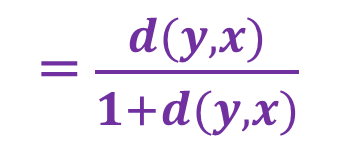 = d(y,x) / 1+d(y,x)